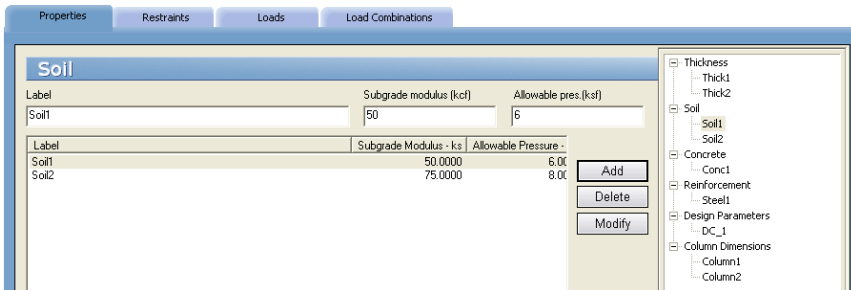 Properties
Restraints
Loads
Load Combinations
Soil
Label
Subgrade modulus (kcf)
Allowable pres.(ksf)
Soil1
50
6
Label
Subgrade Modulus - ks
Allowable Pressure -
Soil1
50.0000
6.00
Soil2
75.0000
8.00
Add
Delete
Modify
Thickness
Thick1
Thick2
Soil
Soil1
Soil2
Concrete
Conc1
Reinforcement
Steel1
Design Parameters
DC_1
Column Dimensions
Column1
Column2